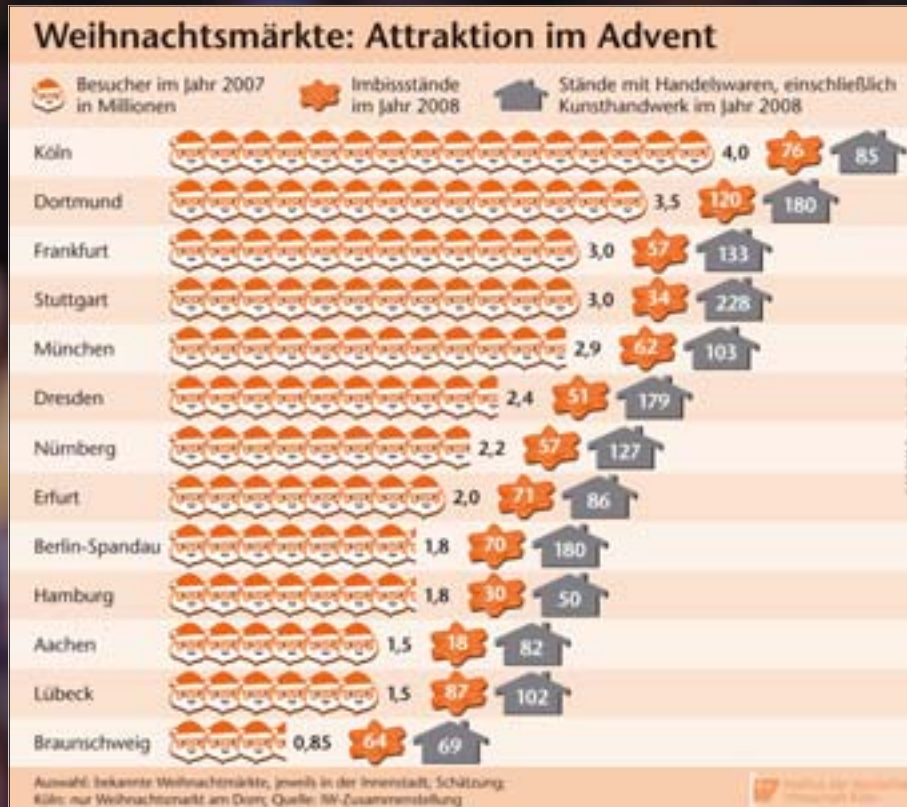 Weihnachtsmärkte: Attraktion im Advent
Besucher im Jahr 2007
in Millionen
Imbissstände
im Jahr 2008
Stände mit Handelswaren, einschließlich
Kunsthandwerk im Jahr 2008
Köln 4,0 76 85
Dortmund 3,5 120 180
Frankfurt 3,0 57 133
Stuttgart 3,0 34 228
München 2,9 62 103
Dresden 2,4 51 179
Nürnberg 2,2 57 127
Erfurt 2,0 71 86
Berlin-Spandau 1,8 70 180
Hamburg 1,8 30 50
Aachen 1,5 18 82
Lübeck 1,5 87 102
Braunschweig 0,85 64 69
Auswahl: bekannte Weihnachtmärkte, jeweils in der Innenstadt, Schätzung;
Köln: nur Weihnachtsmarkt am Dom; Quelle: IW-Zusammenstellung
Institut der deutschen